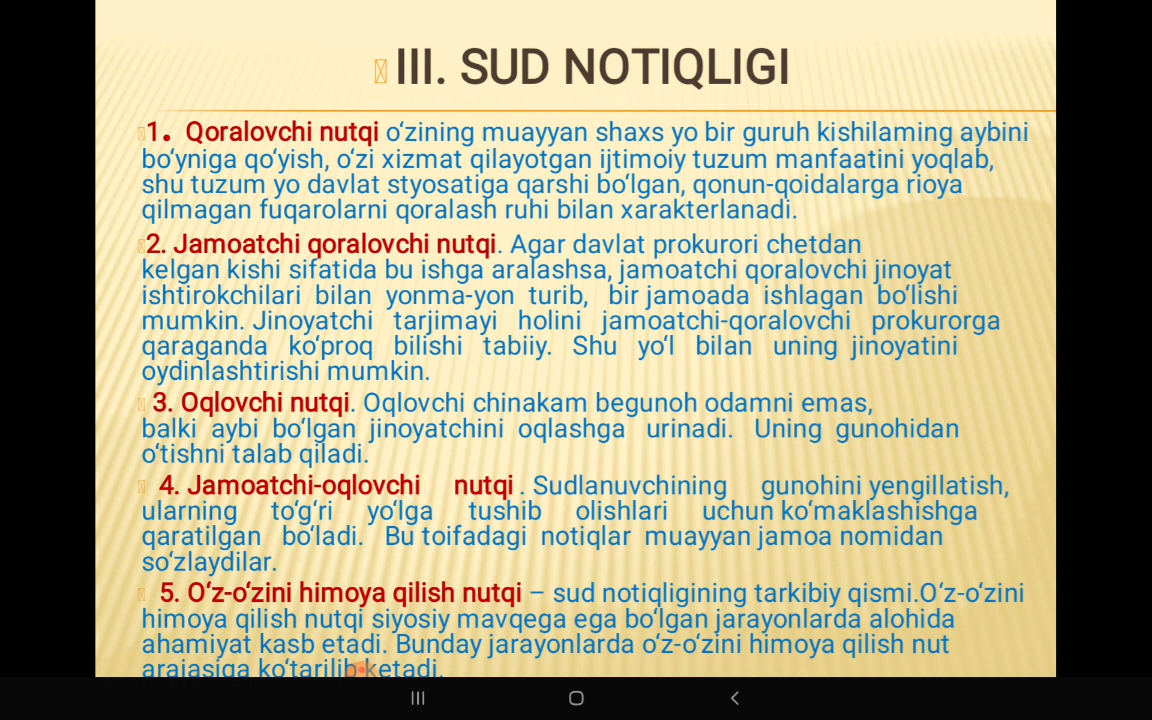 III. SUD NOTIQLIGI
1. Qoralovchi nutqi o‘zining muayyan shaxs yo bir guruh kishilaming aybini
bo‘yniga qo‘yish, o‘zi xizmat qilayotgan ijtimoiy tuzum manfaatini yoqlab,
shu tuzum yo davlat styosatiga qarshi bo‘lgan, qonun-qoidalarga rioya
qilmagan fuqarolarni qoralash ruhi bilan xarakterlanadi.
2. Jamoatchi qoralovchi nutqi. Agar davlat prokurori chetdan
kelgan kishi sifatida bu ishga aralashsa, jamoatchi qoralovchi jinoyat
ishtirokchilari bilan yonma-yon turib, bir jamoada ishlagan bo‘lishi
mumkin. Jinoyatchi tarjimayi holini jamoatchi-qoralovchi prokurorga
qaraganda ko‘proq bilishi tabiiy. Shu yo‘l bilan uning jinoyatini
oydinlashtirishi mumkin.
3. Oqlovchi nutqi. Oqlovchi chinakam begunoh odamni emas,
balki aybi bo‘lgan jinoyatchini oqlashga urinadi. Uning gunohidan
o‘tishni talab qiladi.
4. Jamoatchi-oqlovchi nutqi . Sudlanuvchining gunohini yengillatish,
ularning to‘g‘ri yo‘lga tushib olishlari uchun ko‘maklashishga
qaratilgan bo‘ladi. Bu toifadagi notiqlar muayyan jamoa nomidan
so‘zlaydilar.
5. O‘z-o‘zini himoya qilish nutqi – sud notiqligining tarkibiy qismi.O‘z-o‘zini
himoya qilish nutqi siyosiy mavqega ega bo‘lgan jarayonlarda alohida
ahamiyat kasb etadi. Bunday jarayonlarda o‘z-o‘zini himoya qilish nut
arajasiga ko‘tarilib ketadi.